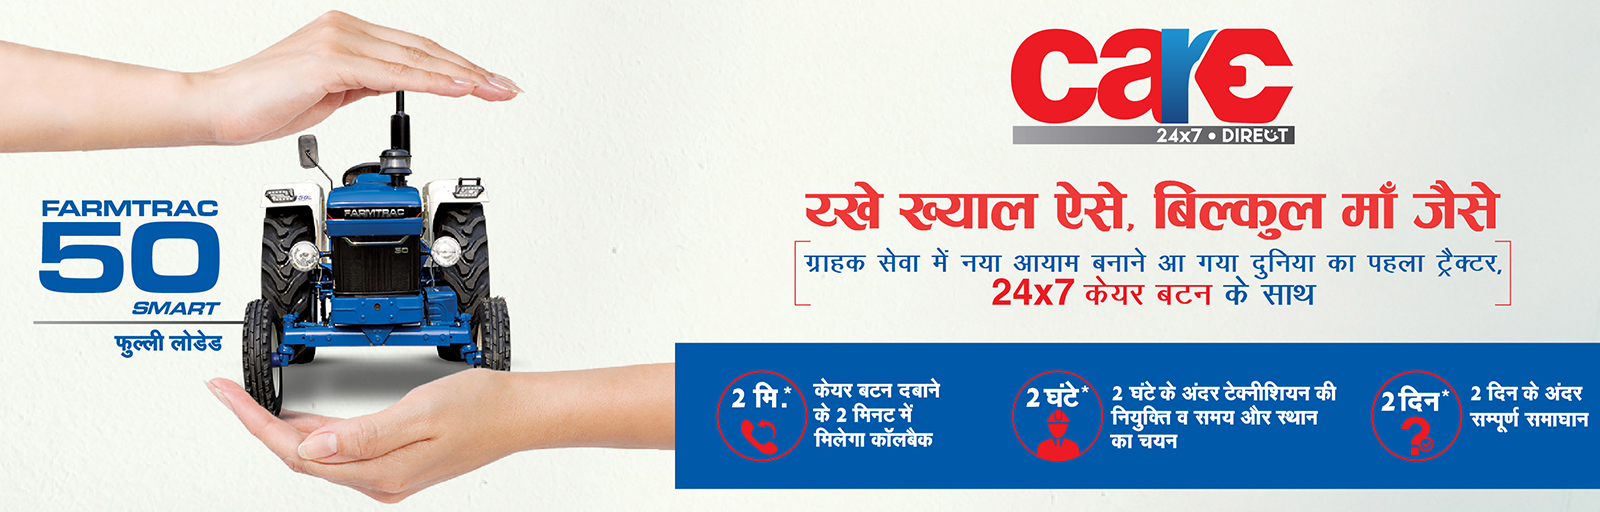 FARMTRAC
50
SMART
फुल्ली लोडेड
FARMTRAC
50
care
24x7 • DIRECT
रखे ख्याल ऐसे, बिल्कुल माँ जैसे
ग्राहक सेवा में नया आयाम बनाने आ गया दुनिया का पहला ट्रैक्टर,
24x7 केयर बटन के साथ
2 मि.*
केयर बटन दबाने
के 2 मिनट में
मिलेगा कॉलबैक
2 घंटे*
2 घंटे के अंदर टेक्नीशियन की
नियुक्ति व समय और स्थान
का चयन
2 दिन*
2 दिन के अंदर
सम्पूर्ण समाघान